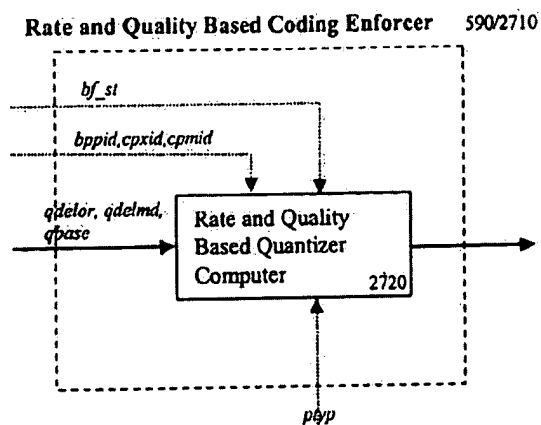 Rate and Quality Based Coding Enforcer 590/2710
bf_st
bppid,cpxid,cpmid
qdelor, qdelmd,
qbase
Rate and Quality
Based Quantizer
Computer
2720
ptyp